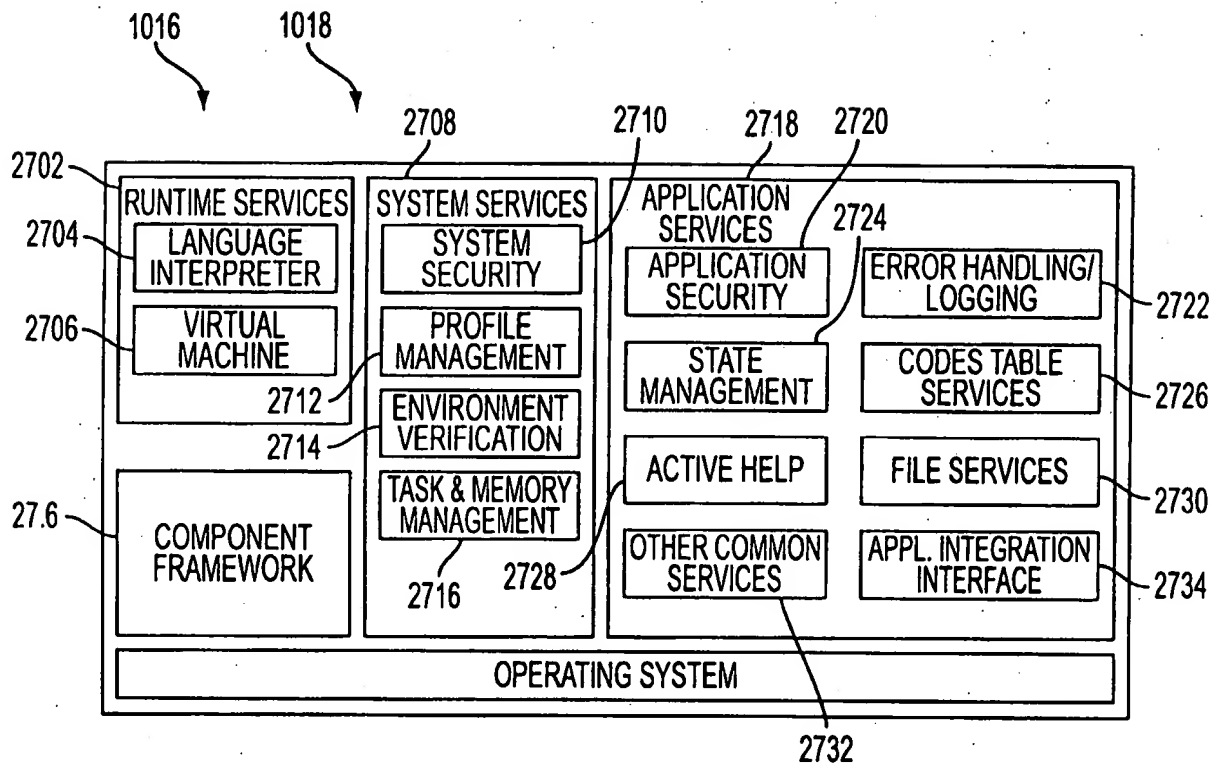 1016
1018
2702
2708
2710
2718
2720
RUNTIME SERVICES
SYSTEM SERVICES
APPLICATION
SERVICES
2724
2704
LANGUAGE
INTERPRETER
SYSTEM
SECURITY
APPLICATION
SECURITY
ERROR HANDLING/
LOGGING
2722
2706
VIRTUAL
MACHINE
PROFILE
MANAGEMENT
2712
STATE
MANAGEMENT
CODES TABLE
SERVICES
2726
ENVIRONMENT
VERIFICATION
2714
ACTIVE HELP
FILE SERVICES
2730
27.6
COMPONENT
FRAMEWORK
TASK & MEMORY
MANAGEMENT
2716
2728
OTHER COMMON
SERVICES
APPL. INTEGRATION
INTERFACE
2734
OPERATING SYSTEM
2732